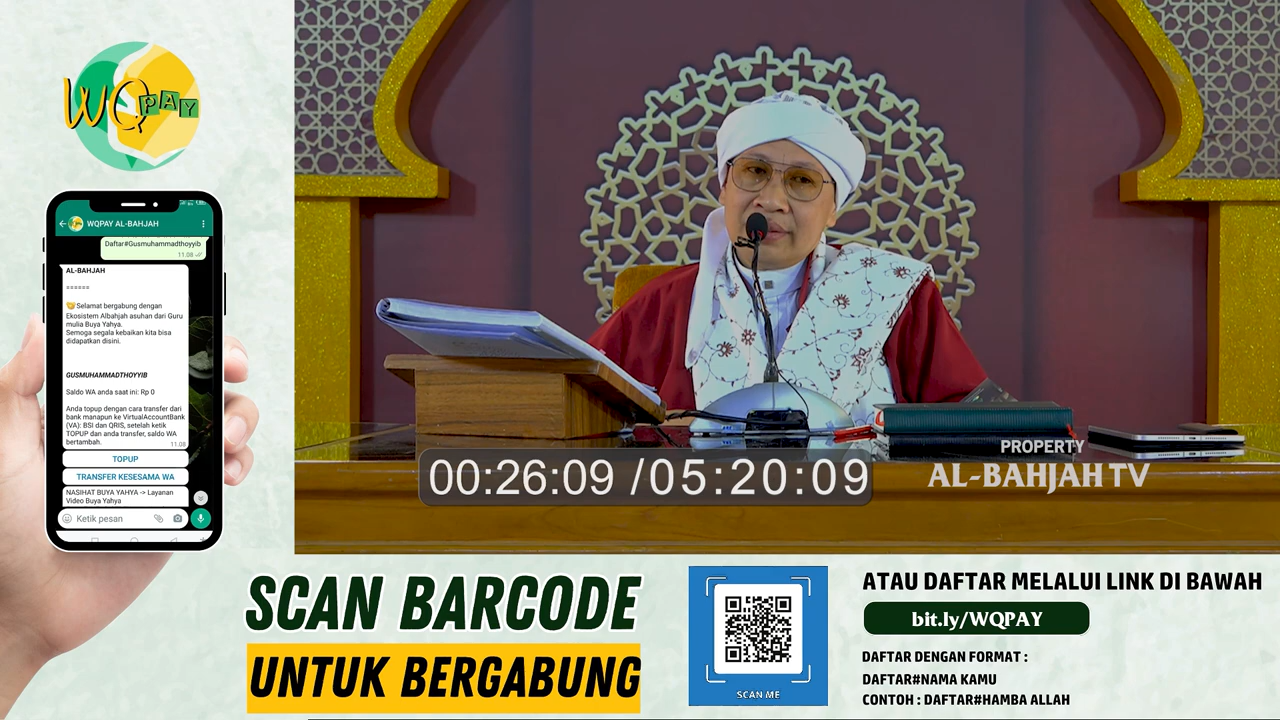 WQPAY
WQPAY AL-BAHJAH
Daftar#Gusmuhammadthoyyib
11.08
AL-BAHJAH
======
Selamat bergabung dengan
Ekosistem Albahjah asuhan dari Guru
mulia Buya Yahya.
Semoga segala kebaikan kita bisa
didapatkan disini.
GUSMUHAMMADTHOYYIB
Saldo WA anda saat ini: Rp 0
Anda topup dengan cara transfer dari
bank manapun ke VirtualAccountBank
(VA): BSI dan QRIS, setelah ketik
TOPUP dan anda transfer, saldo WA
bertambah.
11.08
TOPUP
TRANSFER KESESAMA WA
NASIHAT BUYA YAHYA -> Layanan
Video Buya Yahya
Ketik pesan
00:26:09 /05:20:09
PROPERTY
AL-BAHJAH TV
SCAN BARCODE
UNTUK BERGABUNG
SCAN ME
ATAU DAFTAR MELALUI LINK DI BAWAH
bit.ly/WQPAY
DAFTAR DENGAN FORMAT :
DAFTAR#NAMA KAMU
CONTOH : DAFTAR#HAMBA ALLAH